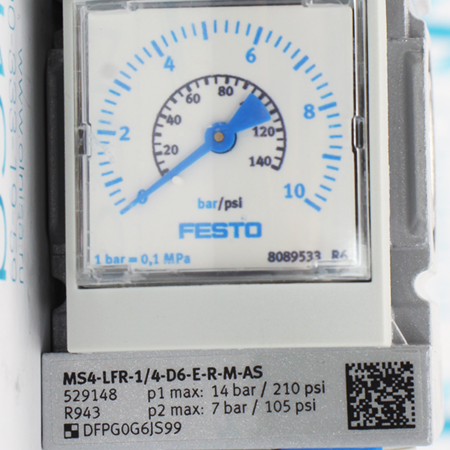 4
6
2
8
0
10
20
40
60
80
120
140
bar/psi
FESTO
1 bar = 0,1 MPa
8089533
MS4-LFR-1/4-D6-E-R-M-AS
529148 p1 max: 14 bar / 210 psi
R943 p2 max: 7 bar / 105 psi
DFPG0G6JS99